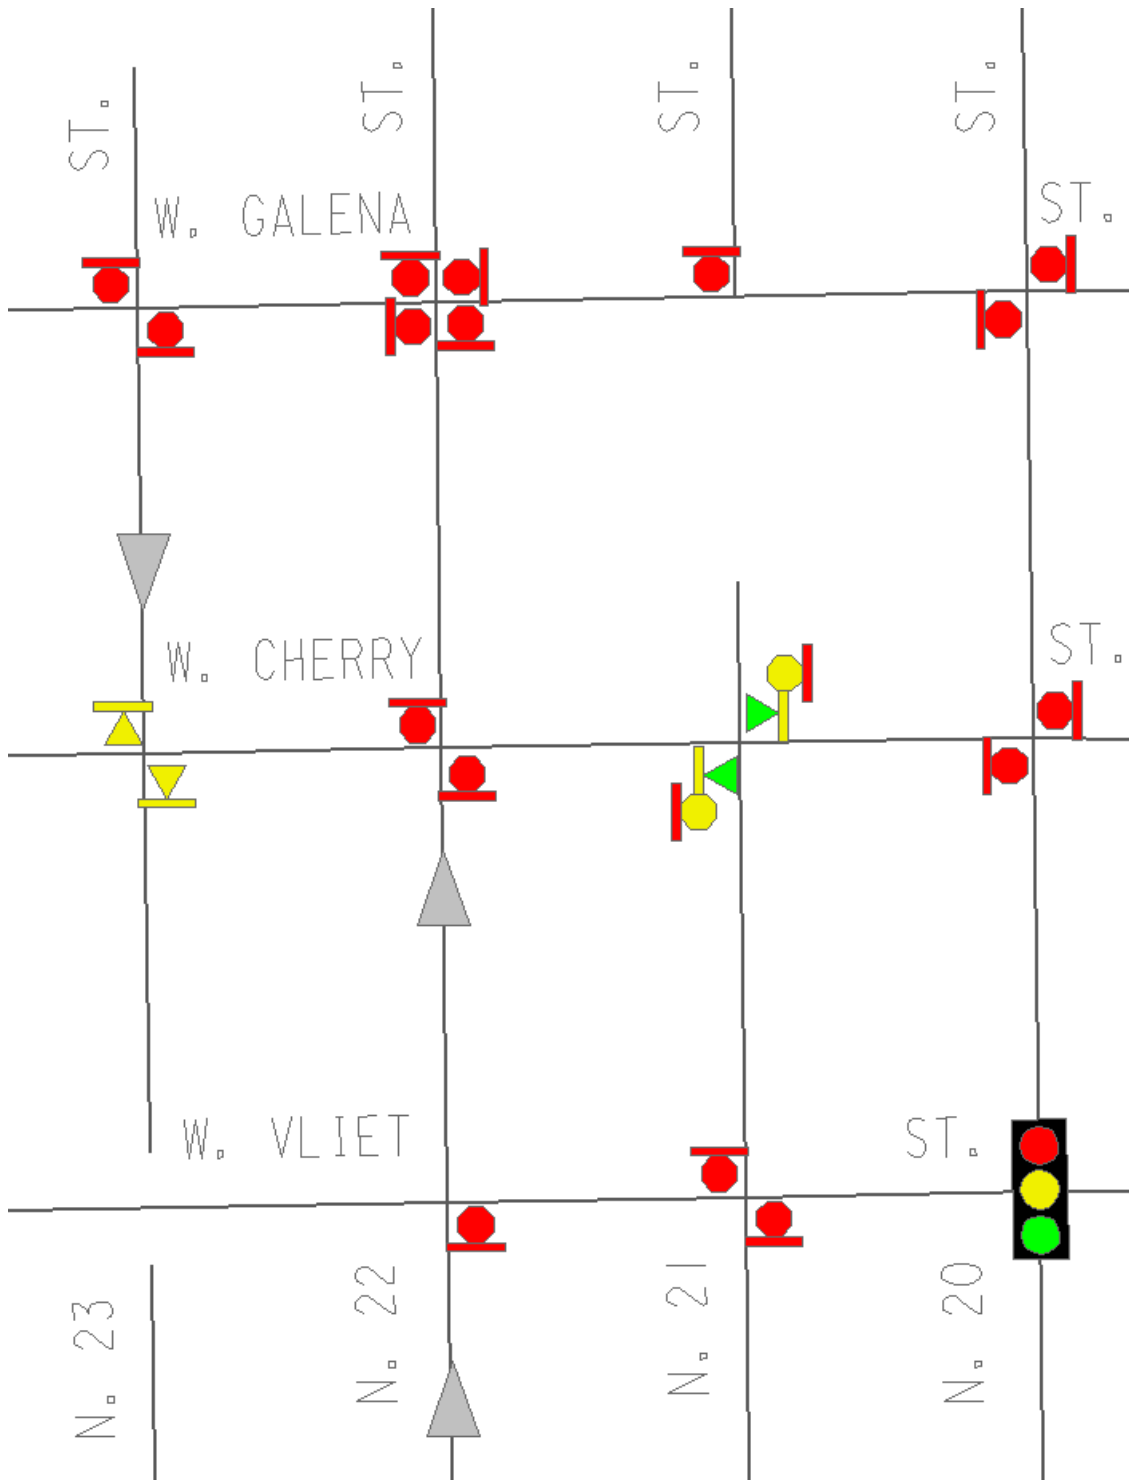 ST. ST. ST. ST.
W. GALENA ST.
W. CHERRY ST.
W. VLIET ST.
N. 23 N. 22 N. 21 N. 20